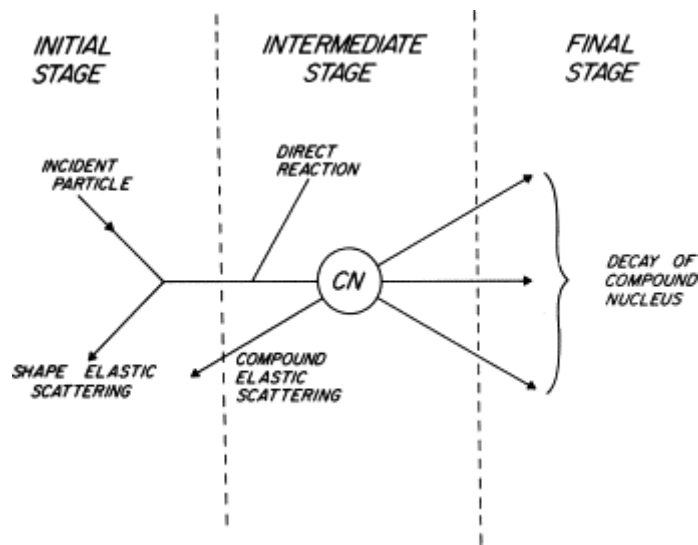 INITIAL
STAGE
INTERMEDIATE
STAGE
FINAL
STAGE
INCIDENT
PARTICLE
DIRECT
REACTION
CN
DECAY OF
COMPOUND
NUCLEUS
SHAPE ELASTIC
SCATTERING
COMPOUND
ELASTIC
SCATTERING